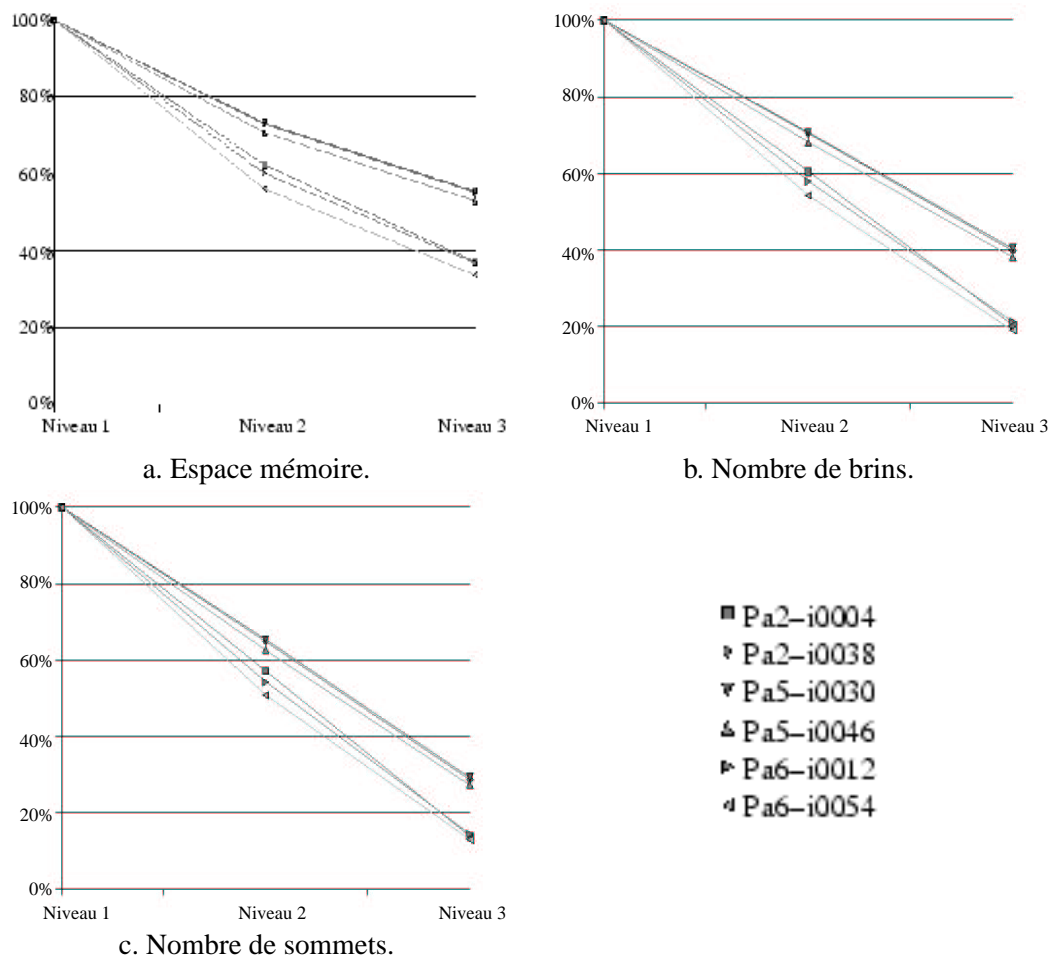 100%
80%
60%
40%
20%
0%
Niveau 1 Niveau 2 Niveau 3
a. Espace mémoire.
100%
80%
60%
40%
20%
0%
Niveau 1 Niveau 2 Niveau 3
b. Nombre de brins.
100%
80%
60%
40%
20%
0%
Niveau 1 Niveau 2 Niveau 3
c. Nombre de sommets.
Pa2–i0004
Pa2–i0038
Pa5–i0030
Pa5–i0046
Pa6–i0012
Pa6–i0054